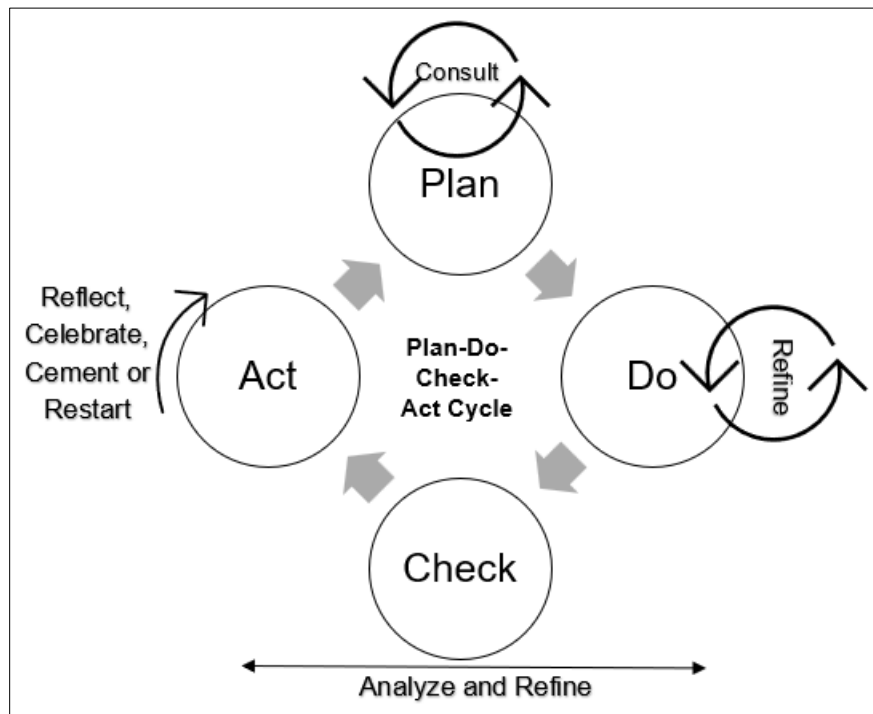 Consult
Plan
Reflect,
Celebrate,
Cement or
Restart
Act
Plan-Do-
Check-
Act Cycle
Do
Refine
Check
Analyze and Refine